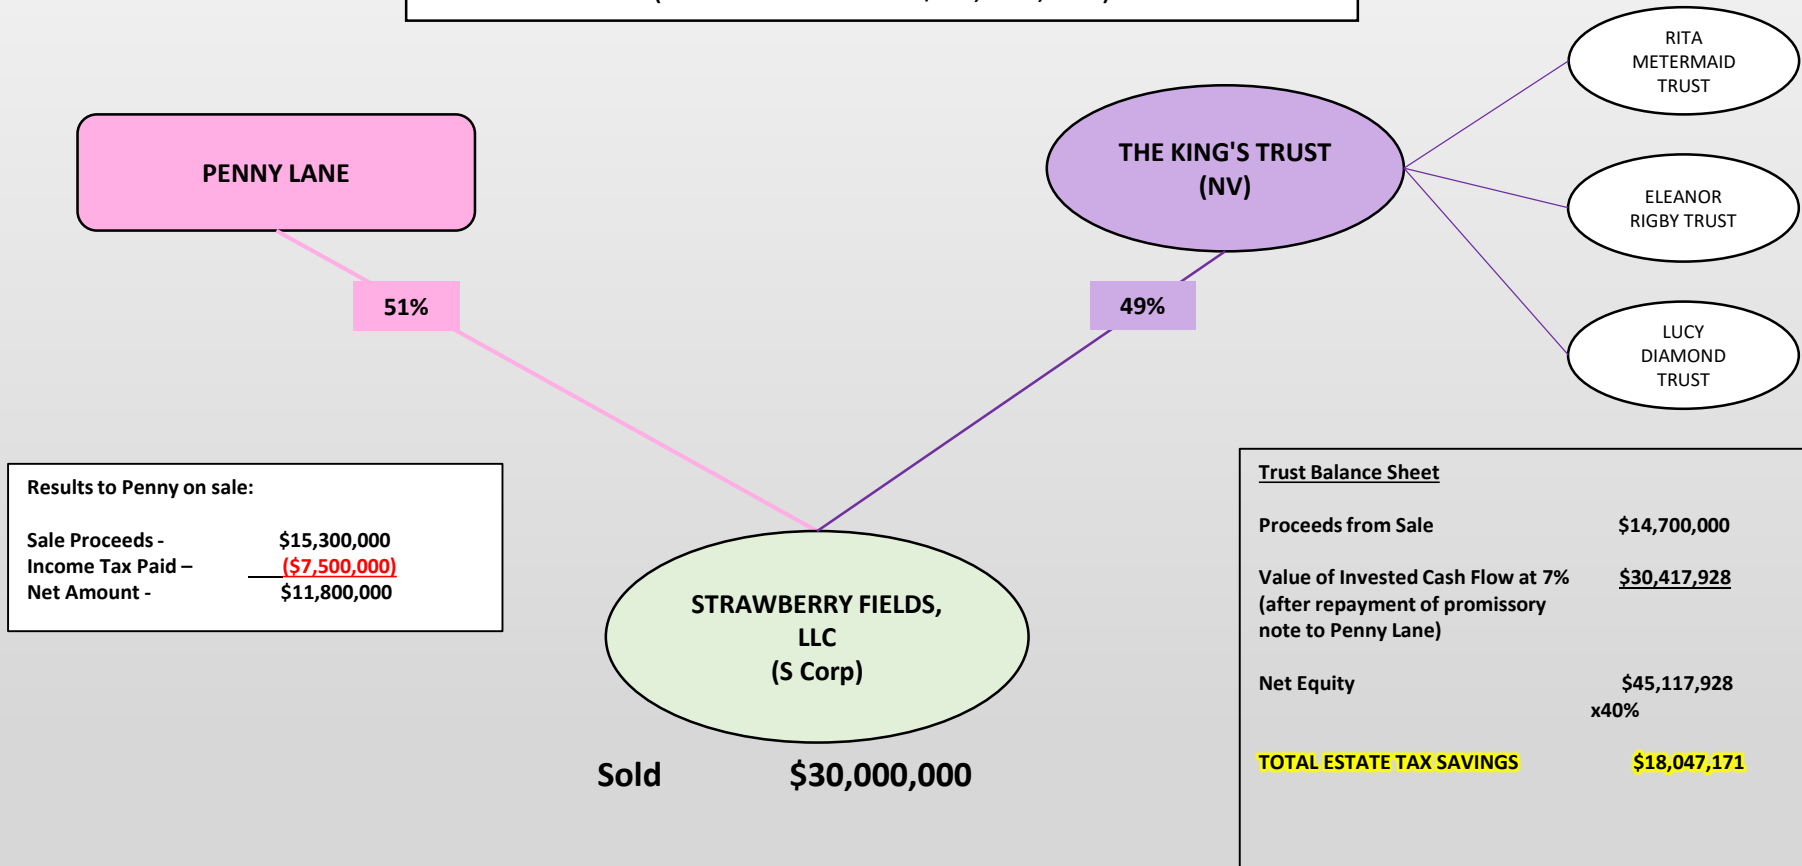 RITA
METERMAID
TRUST
PENNY LANE
THE KING'S TRUST
(NV)
ELEANOR
RIGBY TRUST
51%
49%
LUCY
DIAMOND
TRUST
Results to Penny on sale:
Sale Proceeds - $15,300,000
Income Tax Paid – ($7,500,000)
Net Amount - $11,800,000
STRAWBERRY FIELDS,
LLC
(S Corp)
Sold $30,000,000
Trust Balance Sheet
Proceeds from Sale $14,700,000
Value of Invested Cash Flow at 7% $30,417,928
(after repayment of promissory
note to Penny Lane)
Net Equity $45,117,928
x40%
TOTAL ESTATE TAX SAVINGS $18,047,171